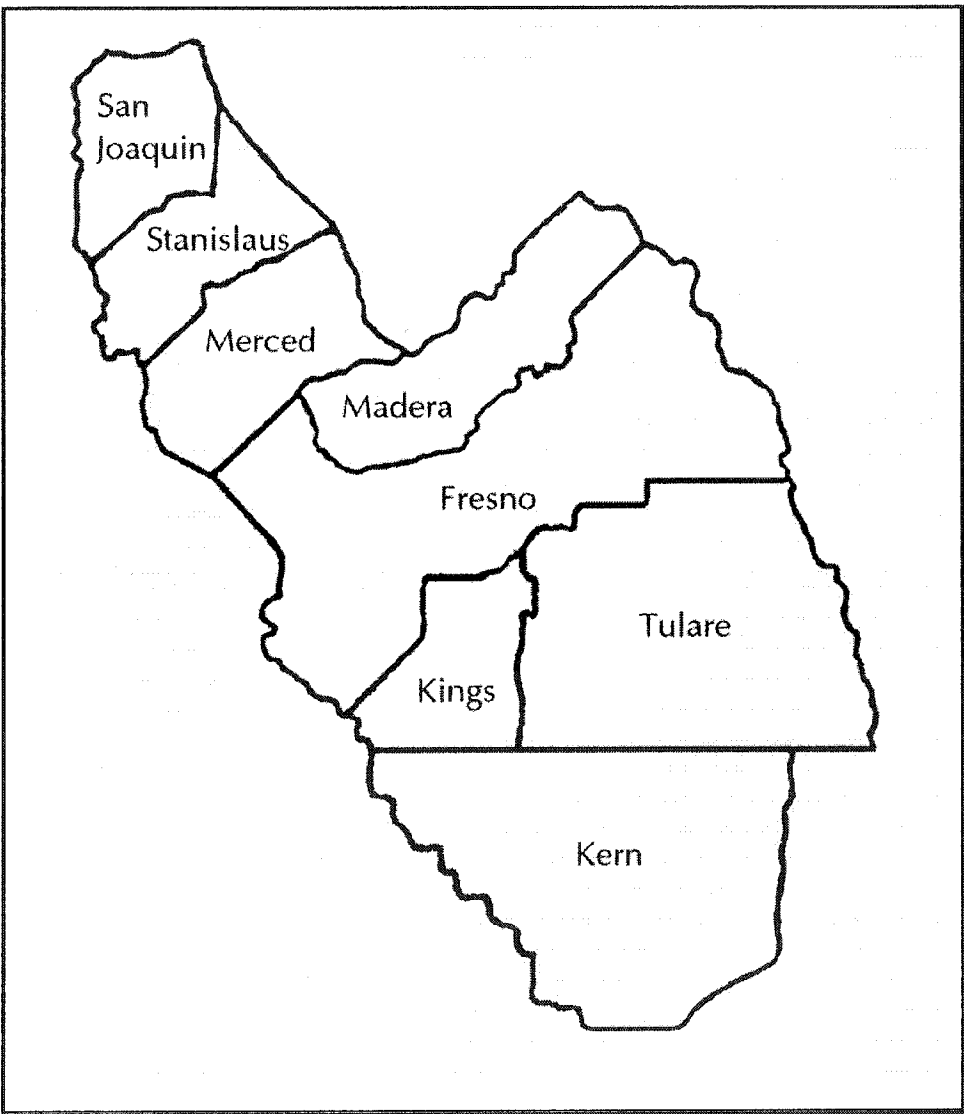 San
Joaquin
Stanislaus
Merced
Madera
Fresno
Tulare
Kings
Kern